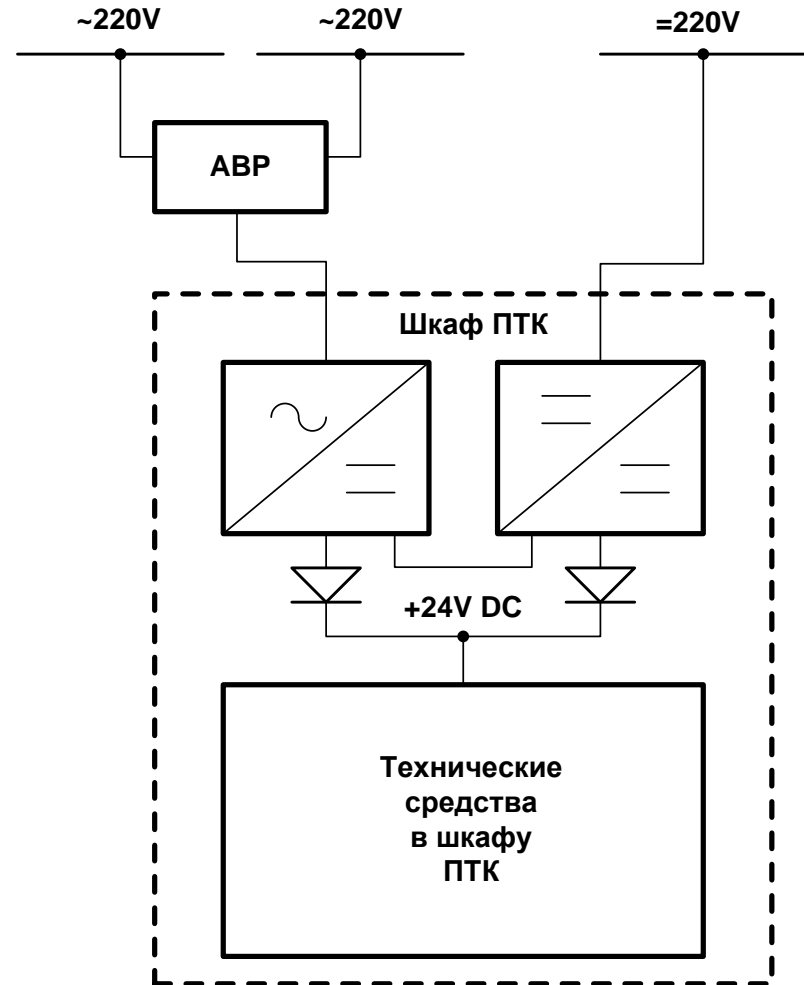 ~220V
~220V
=220V
АВР
Шкаф ПТК
+24V DC
Технические
средства
в шкафу
ПТК